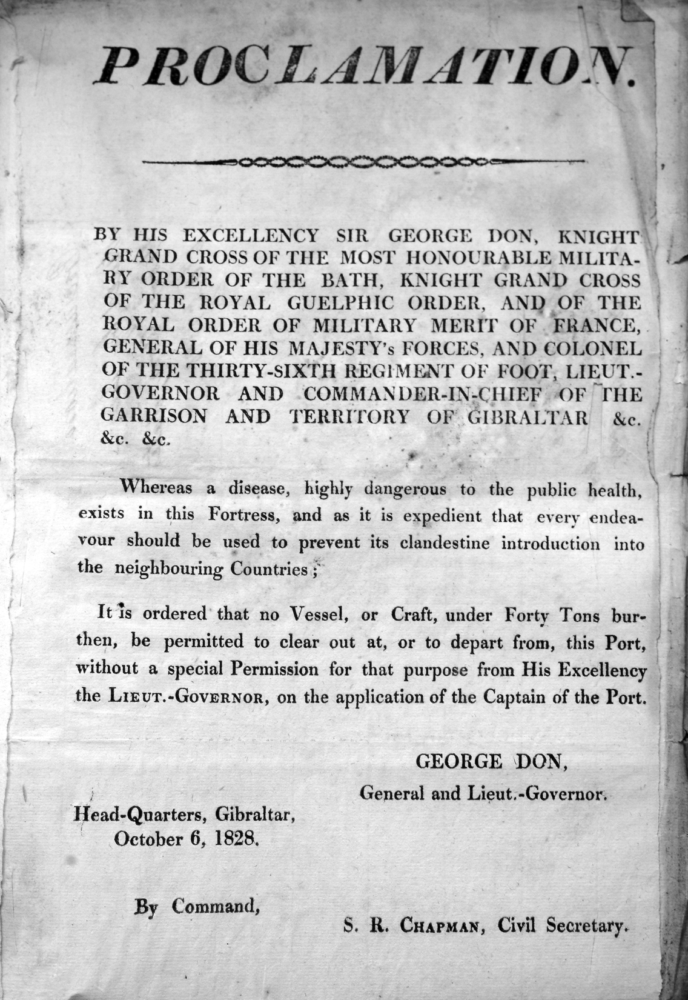 PROCLAMATION.
BY HIS EXCELLENCY SIR GEORGE DON, KNIGHT
GRAND CROSS OF THE MOST HONOURABLE MILITA-
RY ORDER OF THE BATH, KNIGHT GRAND CROSS
OF THE ROYAL GUELPHIC ORDER, AND OF THE
ROYAL ORDER OF MILITARY MERIT OF FRANCE,
GENERAL OF HIS MAJESTY's FORCES, AND COLONEL
OF THE THIRTY-SIXTH REGIMENT OF FOOT, LIEUT.-
GOVERNOR AND COMMANDER-IN-CHIEF OF THE
GARRISON AND TERRITORY OF GIBRALTAR &c.
&c. &c.
Whereas a disease, highly dangerous to the public health,
exists in this Fortress, and as it is expedient that every endea-
vour should be used to prevent its clandestine introduction into
the neighbouring Countries;
It is ordered that no Vessel, or Craft, under Forty Tons bur-
then, be permitted to clear out at, or to depart from, this Port,
without a special Permission for that purpose from His Excellency
the LIEUT.-GOVERNOR, on the application of the Captain of the Port.
GEORGE DON,
General and Lieut.-Governor.
Head-Quarters, Gibraltar,
October 6, 1828.
By Command,
S. R. CHAPMAN, Civil Secretary.